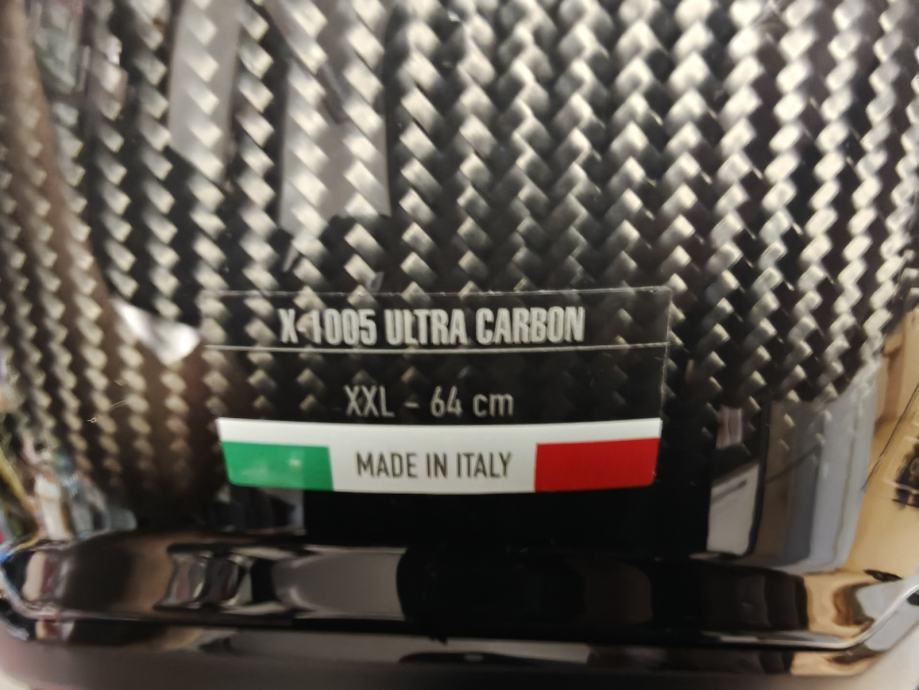 X-1005 ULTRA CARBON
XXL - 64 cm
MADE IN ITALY